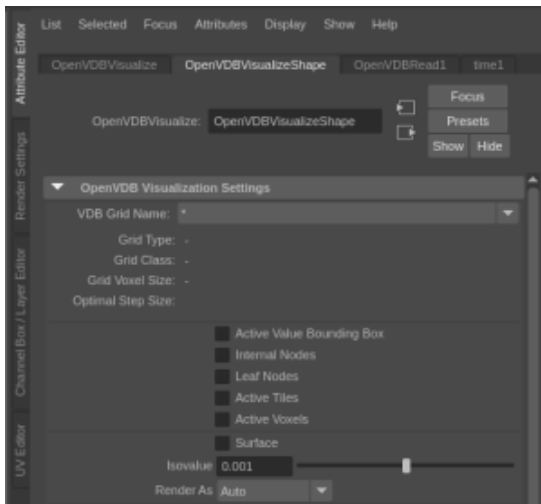 List Selected Focus Attributes Display Show Help
OpenVDBVisualize OpenVDBVisualizeShape OpenVDBRead1 time1
Focus
OpenVDBVisualize: OpenVDBVisualizeShape
Presets
Show Hide
OpenVDB Visualization Settings
VDB Grid Name: *
Grid Type: -
Grid Class: -
Grid Voxel Size: -
Optimal Step Size:
Active Value Bounding Box
Internal Nodes
Leaf Nodes
Active Tiles
Active Voxels
Surface
Isovalue 0.001
Render As Auto
Attribute Editor
Render Settings
Channel Box / Layer Editor
UV Editor